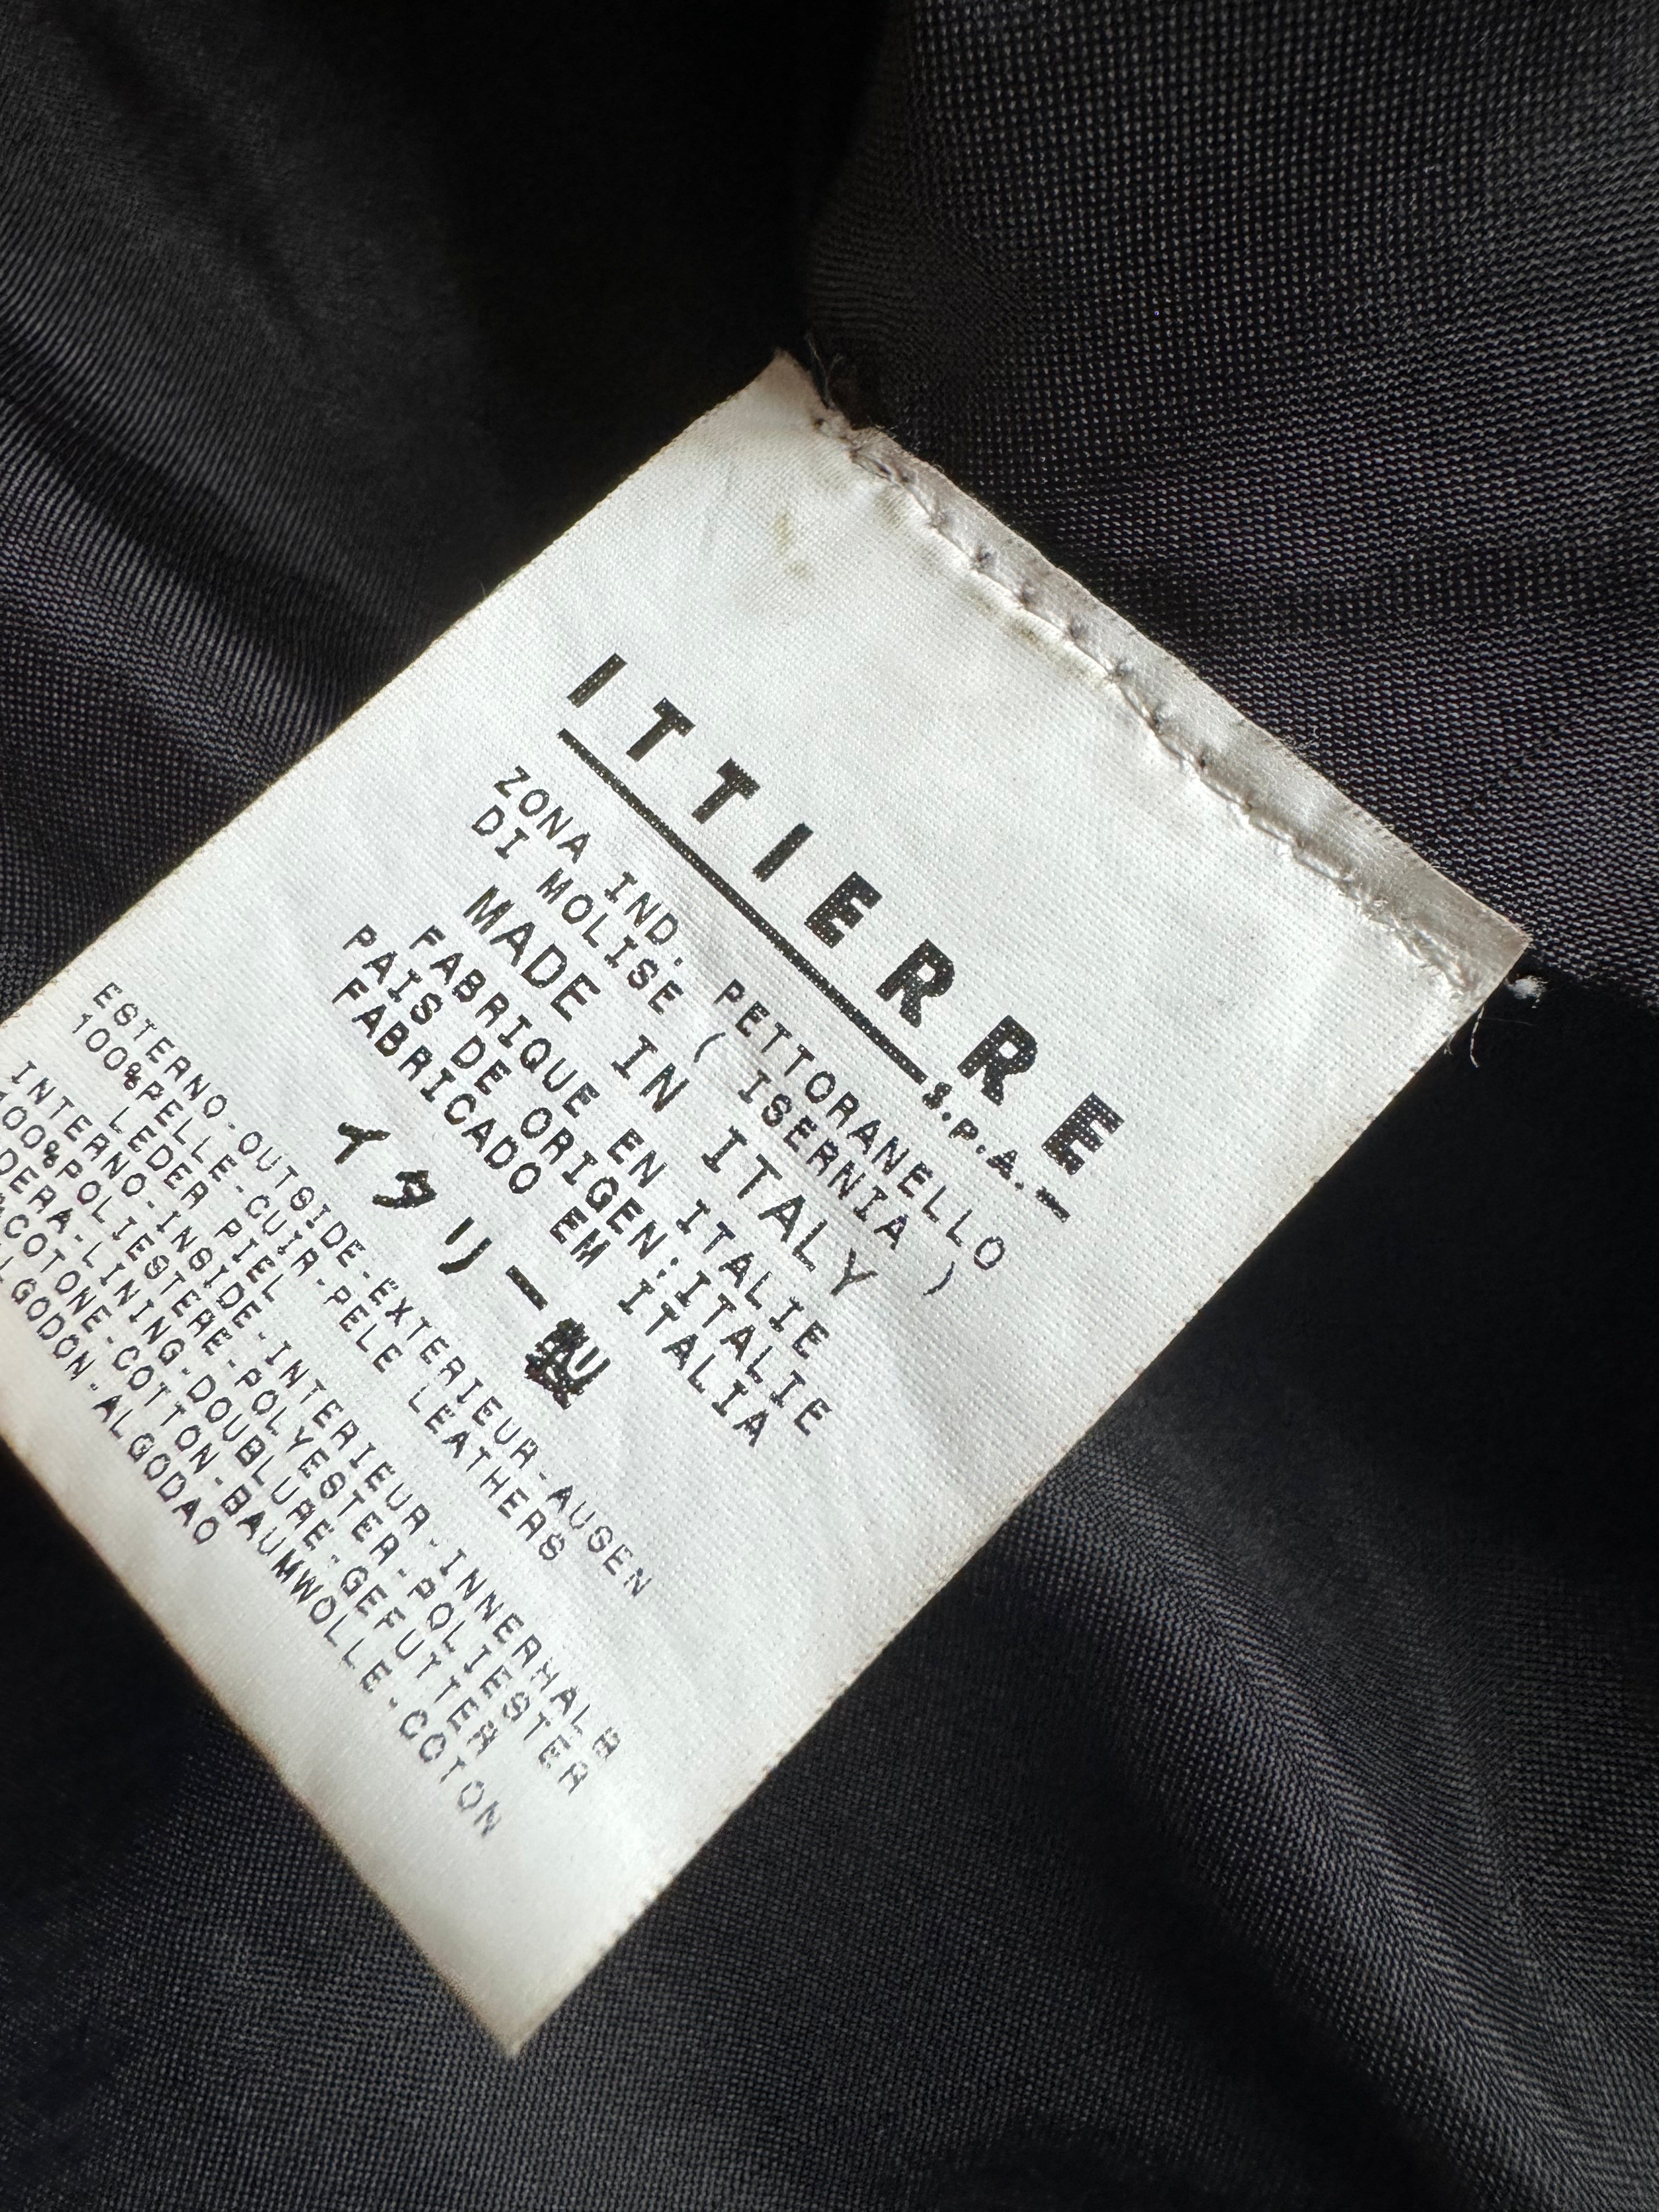 ITTIERRE
S.P.A.-
ZONA IND. PETTORANELLO
DI MOLISE ( ISERNIA )
MADE IN ITALY
FABRIQUE EN ITALIE
PAIS DE ORIGEN:ITALIE
FABRICADO EM ITALIA
イタリー製
ESTERNO-OUTSIDE-EXTERIEUR-AUSEN
100%PELLE-CUIR-PELE LEATHERS
LEDER PIEL
INTERNO-INSIDE-INTERIEUR-INNERHALB
100%POLIESTERE-POLYESTER-POLIESTER
DERA-LINING-DOUBLURE-GEFUTTER
COTONE-COTTON-BAUMWOLLE-COTON
LGODON-ALGODAO